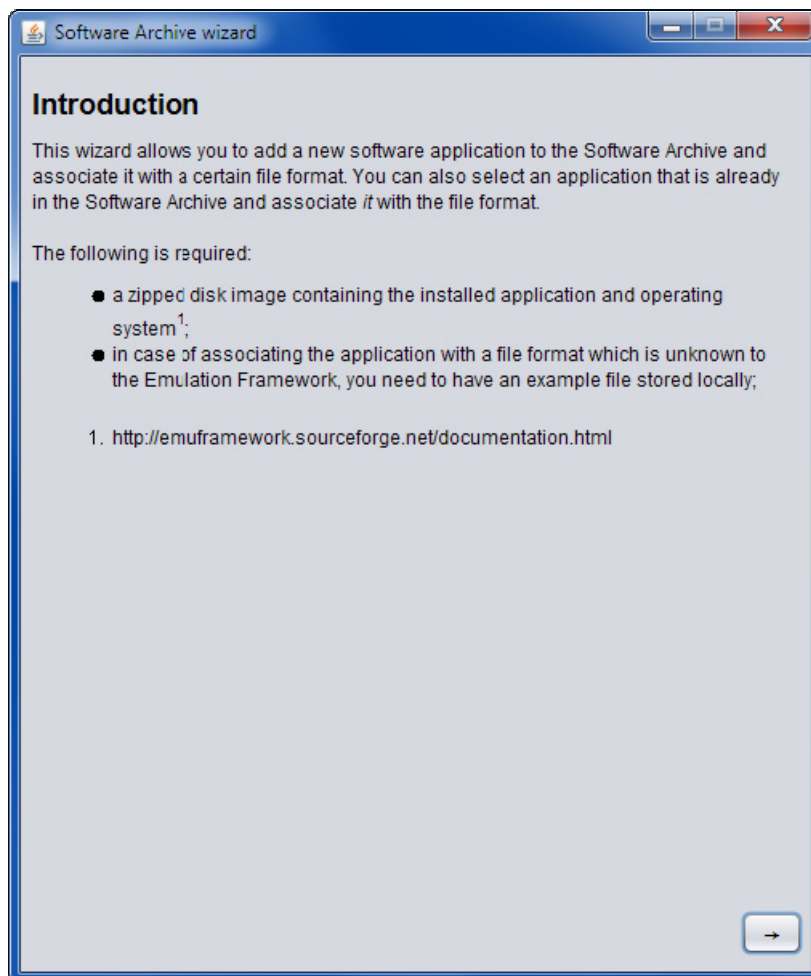 Software Archive wizard
Introduction
This wizard allows you to add a new software application to the Software Archive and
associate it with a certain file format. You can also select an application that is already
in the Software Archive and associate it with the file format.
The following is required:
● a zipped disk image containing the installed application and operating
system¹;
● in case of associating the application with a file format which is unknown to
the Emulation Framework, you need to have an example file stored locally;
1. http://emuframework.sourceforge.net/documentation.html
→